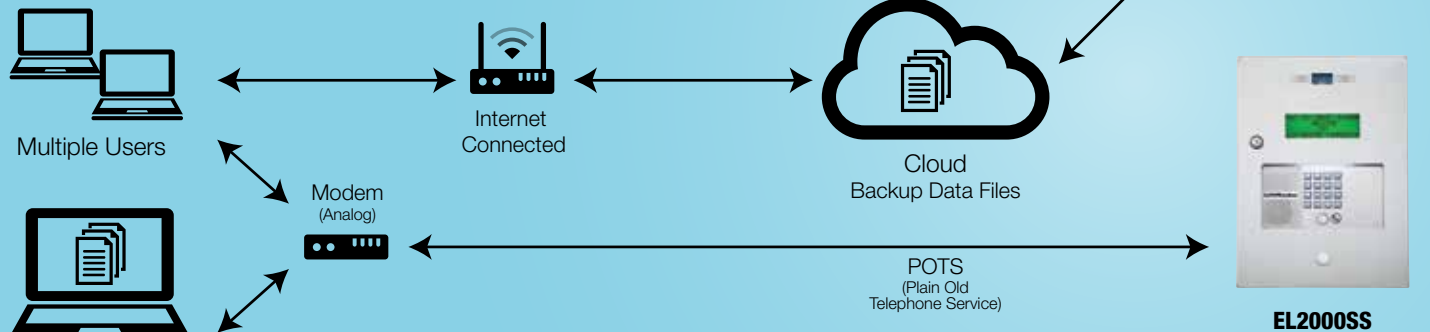 Multiple Users
Internet
Connected
Cloud
Backup Data Files
Modem
(Analog)
POTS
(Plain Old
Telephone Service)
EL2000SS